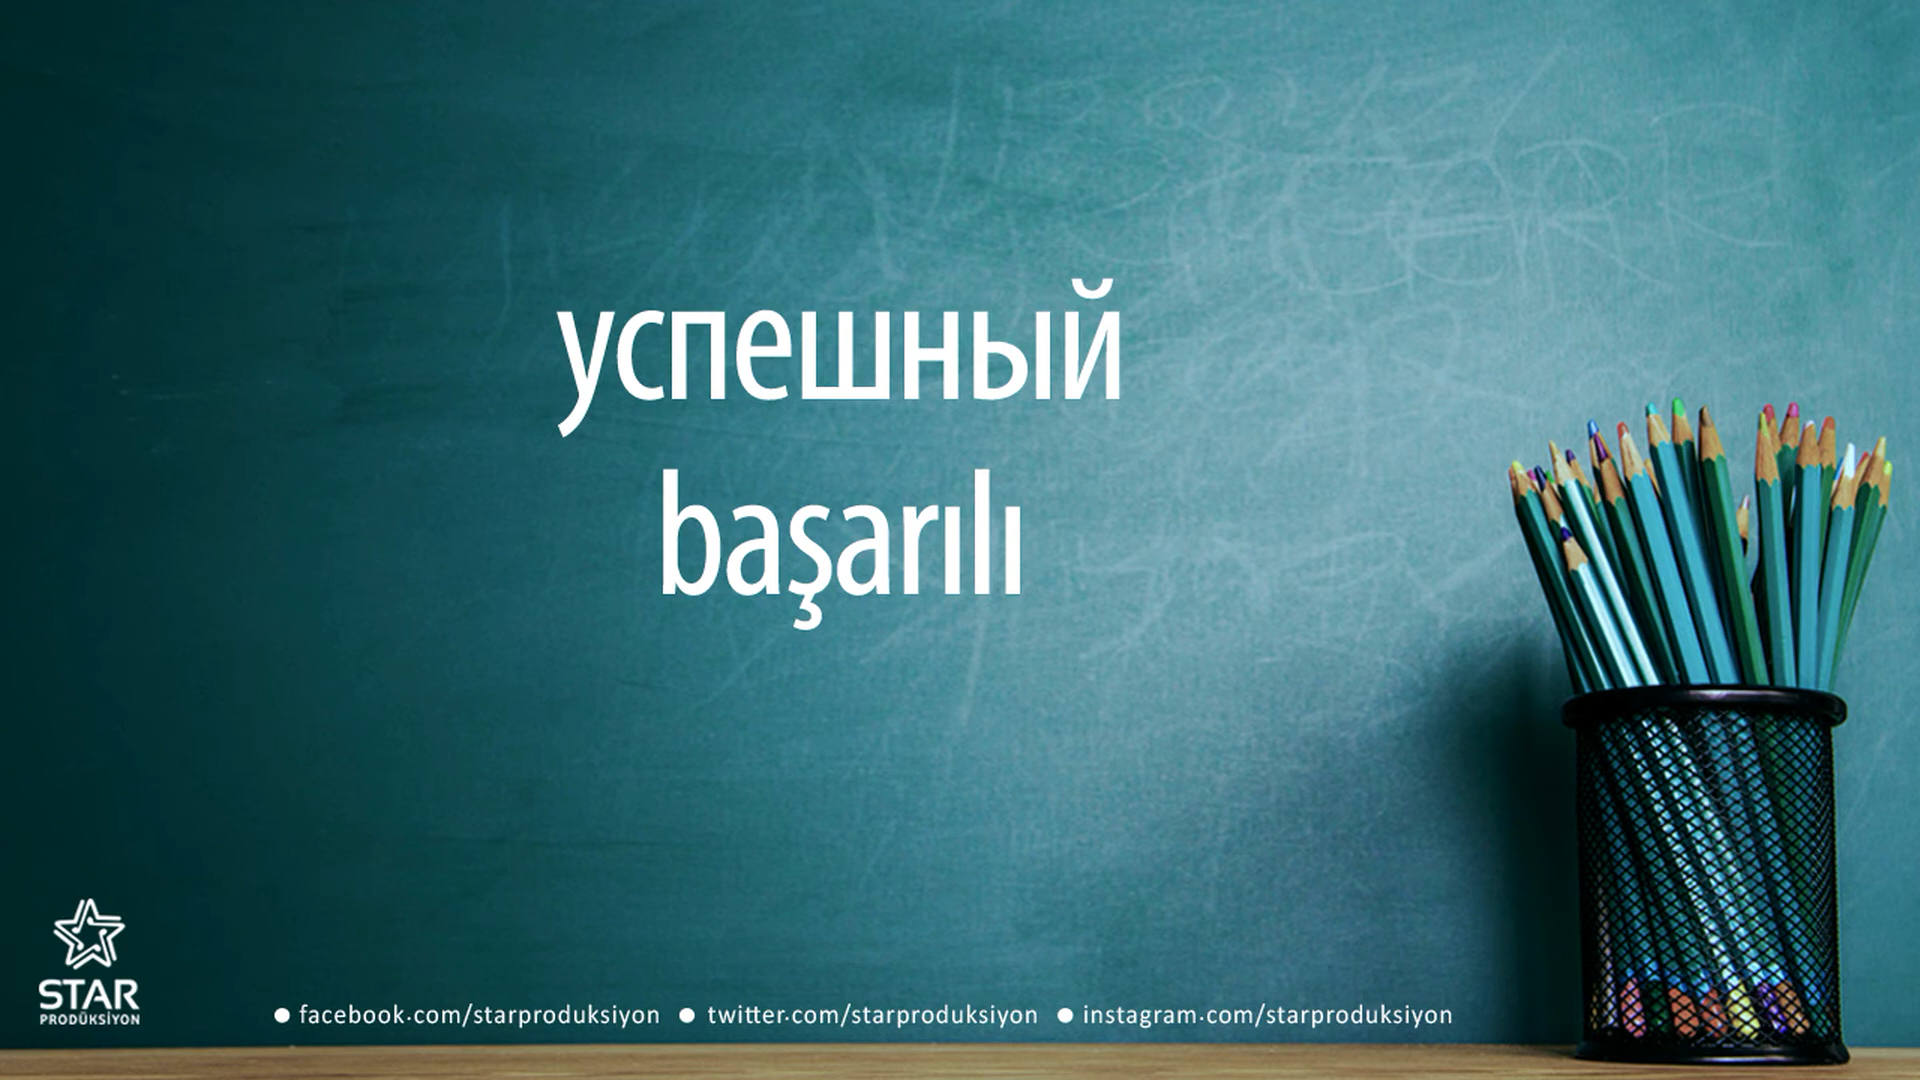 успешный
başarılı
STAR
PRODÜKSİYON
● facebook.com/starproduksiyon ● twitter.com/starproduksiyon ● instagram.com/starproduksiyon